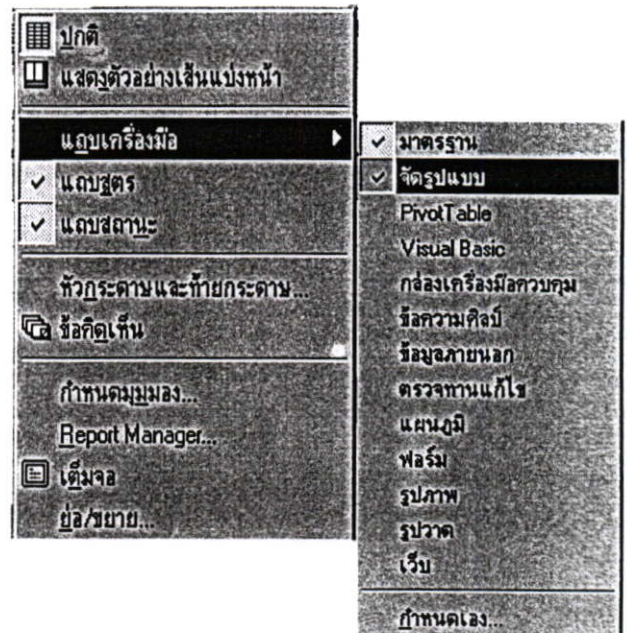 ปกติ
แสดงตัวอย่างเส้นแบ่งหน้า
แถบเครื่องมือ
แถบสูตร
แถบสถานะ
หัวกระดาษและท้ายกระดาษ...
ข้อคิดเห็น
กำหนดมุมมอง...
Report Manager...
เต็มจอ
ย่อ/ขยาย...
มาตรฐาน
จัดรูปแบบ
PivotTable
Visual Basic
กล่องเครื่องมือควบคุม
ข้อความศิลป์
ข้อมูลภายนอก
ตรวจทานแก้ไข
แผนภูมิ
ฟอร์ม
รูปภาพ
รูปวาด
เว็บ
กำหนดเอง...